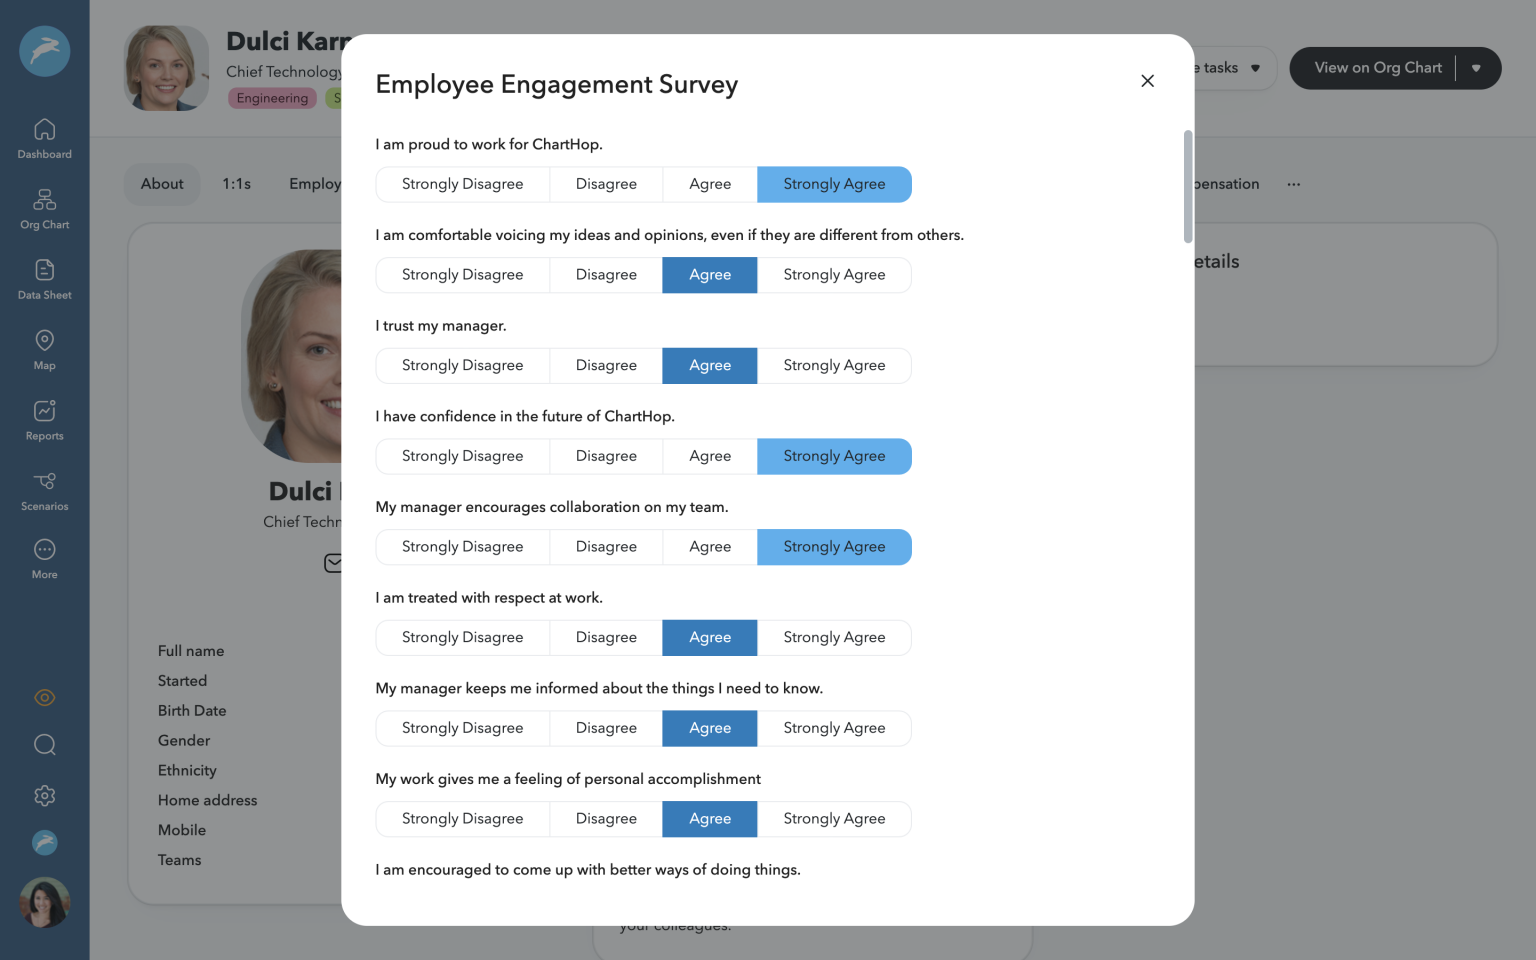 Dulci Karn
Chief Technology
Engineering
S
e tasks
View on Org Chart
About
1:1s
Employ
pensation
etails
Dashboard
Org Chart
Data Sheet
Map
Reports
Scenarios
More
Dulci
Chief Techn
Full name
Started
Birth Date
Gender
Ethnicity
Home address
Mobile
Teams
your colleagues.
Employee Engagement Survey
I am proud to work for ChartHop.
Strongly Disagree Disagree Agree Strongly Agree
I am comfortable voicing my ideas and opinions, even if they are different from others.
Strongly Disagree Disagree Agree Strongly Agree
I trust my manager.
Strongly Disagree Disagree Agree Strongly Agree
I have confidence in the future of ChartHop.
Strongly Disagree Disagree Agree Strongly Agree
My manager encourages collaboration on my team.
Strongly Disagree Disagree Agree Strongly Agree
I am treated with respect at work.
Strongly Disagree Disagree Agree Strongly Agree
My manager keeps me informed about the things I need to know.
Strongly Disagree Disagree Agree Strongly Agree
My work gives me a feeling of personal accomplishment
Strongly Disagree Disagree Agree Strongly Agree
I am encouraged to come up with better ways of doing things.